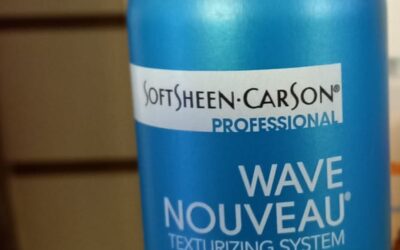 SOFTSHEEN·CARSON®
PROFESSIONAL
WAVE
NOUVEAU®
TEXTURIZING SYSTEM